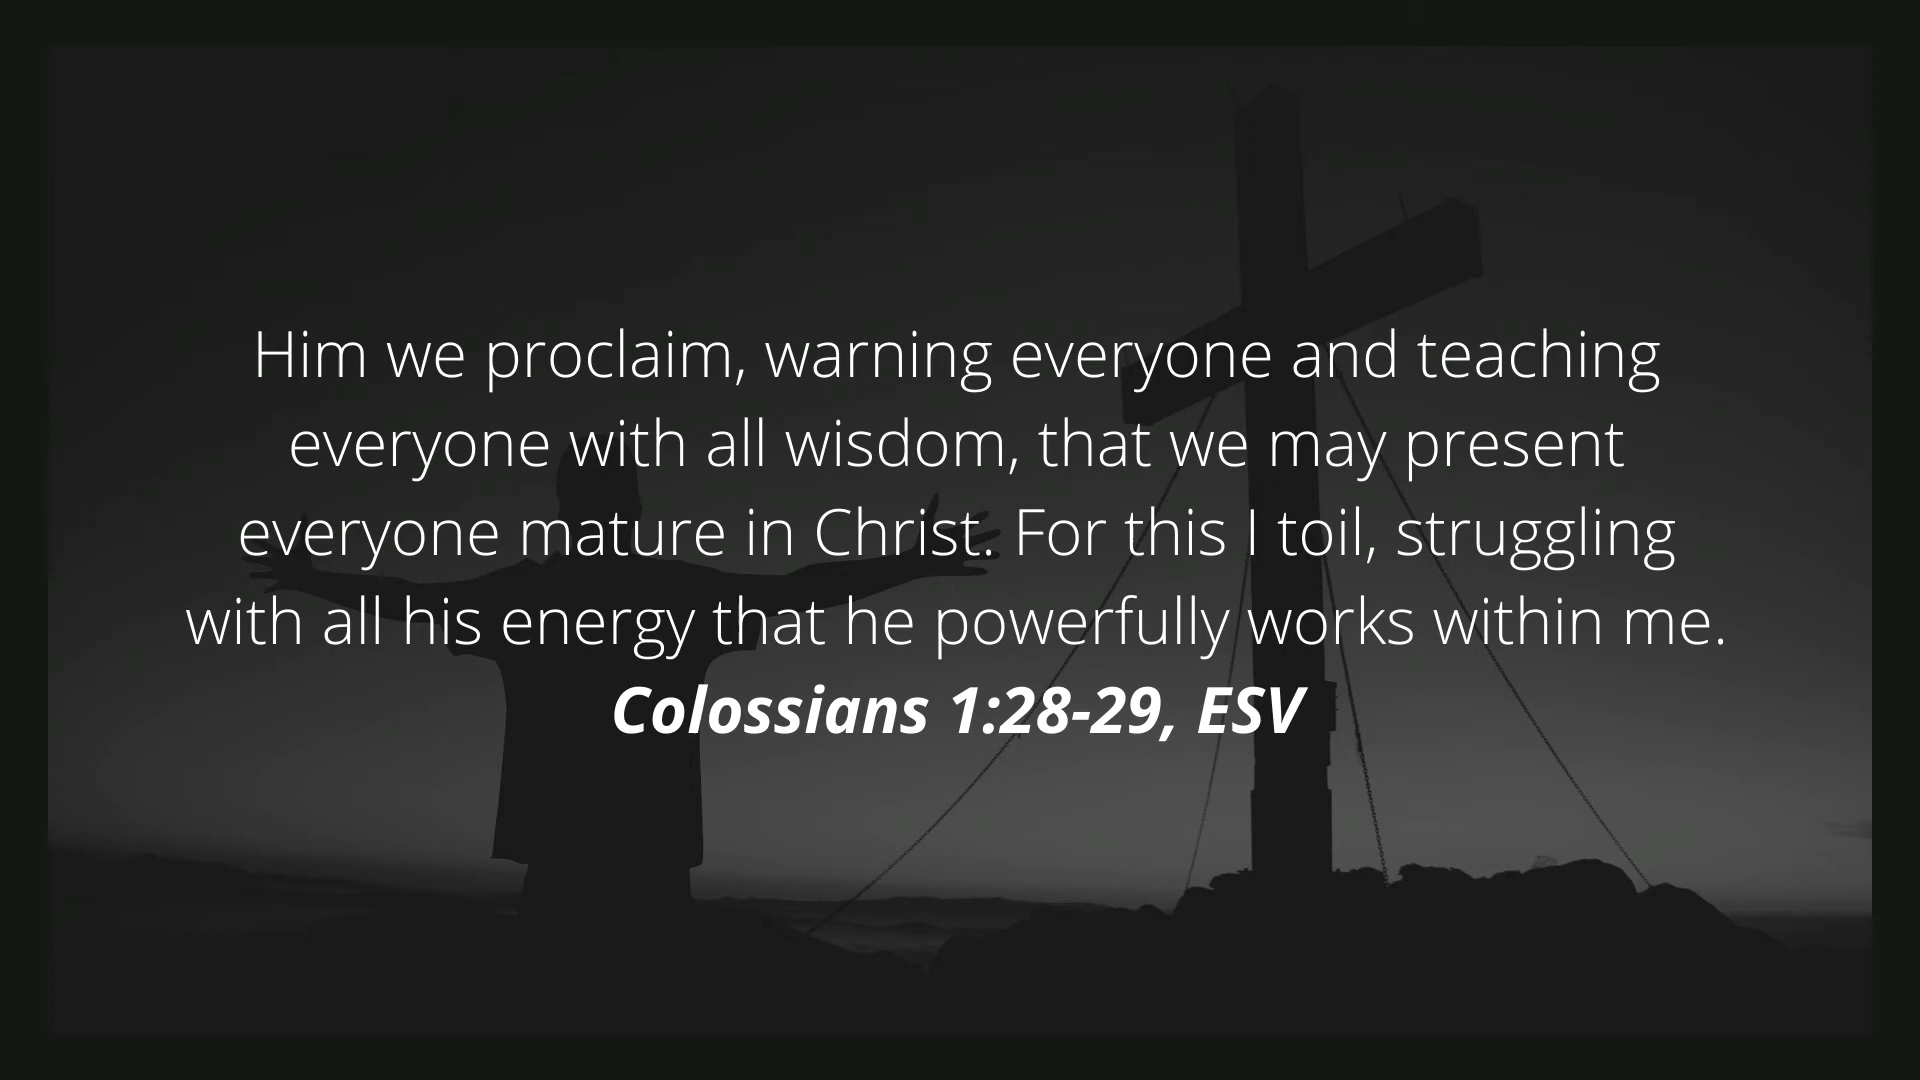 Him we proclaim, warning everyone and teaching
everyone with all wisdom, that we may present
everyone mature in Christ. For this I toil, struggling
with all his energy that he powerfully works within me.
Colossians 1:28-29, ESV